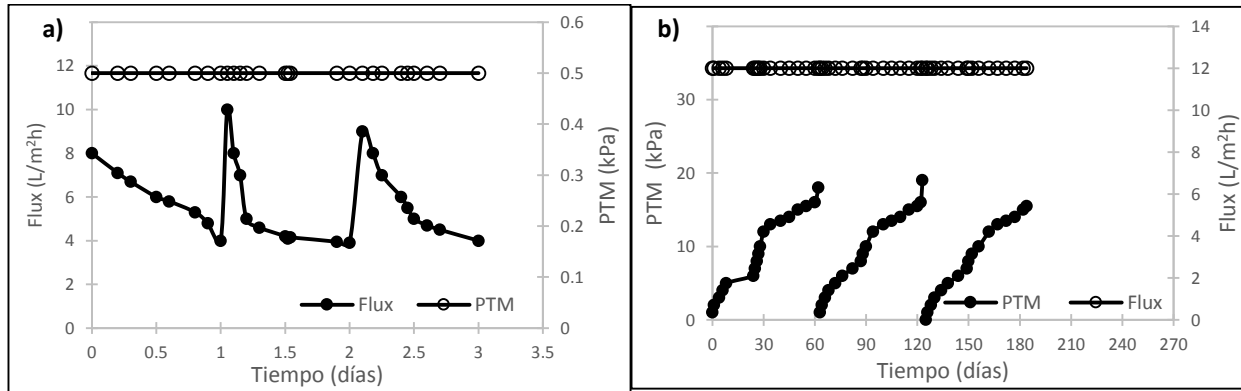 a)
12
10
8
6
4
2
0
Flux (L/m²h)
0.6
0.5
0.4
0.3
0.2
0.1
0
PTM (kPa)
Flux PTM
0 0.5 1 1.5 2 2.5 3 3.5
Tiempo (días)
b)
30
20
10
0
PTM (kPa)
14
12
10
8
6
4
2
0
Flux (L/m²h)
PTM Flux
0 30 60 90 120 150 180 210 240 270
Tiempo (días)